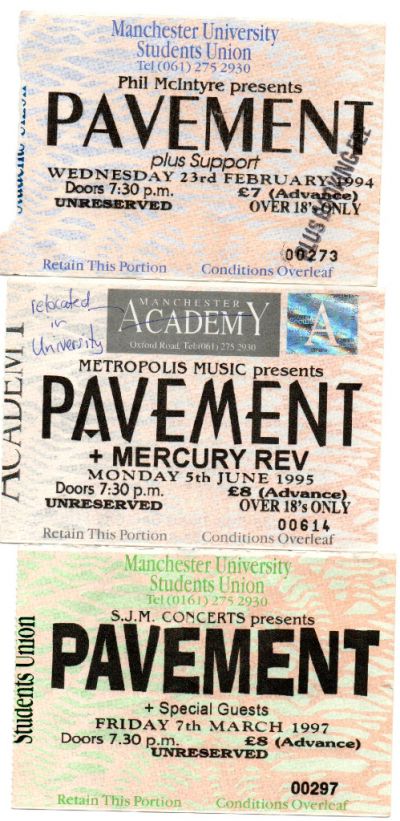 Manchester University
Students Union
Tel (061) 275 2930
Phil McIntyre presents
PAVEMENT
plus Support
WEDNESDAY 23rd FEBRUARY 1994
Doors 7:30 p.m. £7 (Advance)
UNRESERVED OVER 18's ONLY
PLUS BOOKING FEE
00273
Retain This Portion Conditions Overleaf
Students Union
relocated
in
University
MANCHESTER
ACADEMY
Oxford Road, Tel:(061) 275 2930
A
ACADEMY
METROPOLIS MUSIC presents
PAVEMENT
+ MERCURY REV
MONDAY 5th JUNE 1995
Doors 7:30 p.m. £8 (Advance)
UNRESERVED OVER 18's ONLY
00614
Retain This Portion Conditions Overleaf
Manchester University
Students Union
Tel (0161) 275 2930
S.J.M. CONCERTS presents
PAVEMENT
+ Special Guests
FRIDAY 7th MARCH 1997
Doors 7.30 p.m. £8 (Advance)
UNRESERVED
Students Union
00297
Retain This Portion Conditions Overleaf